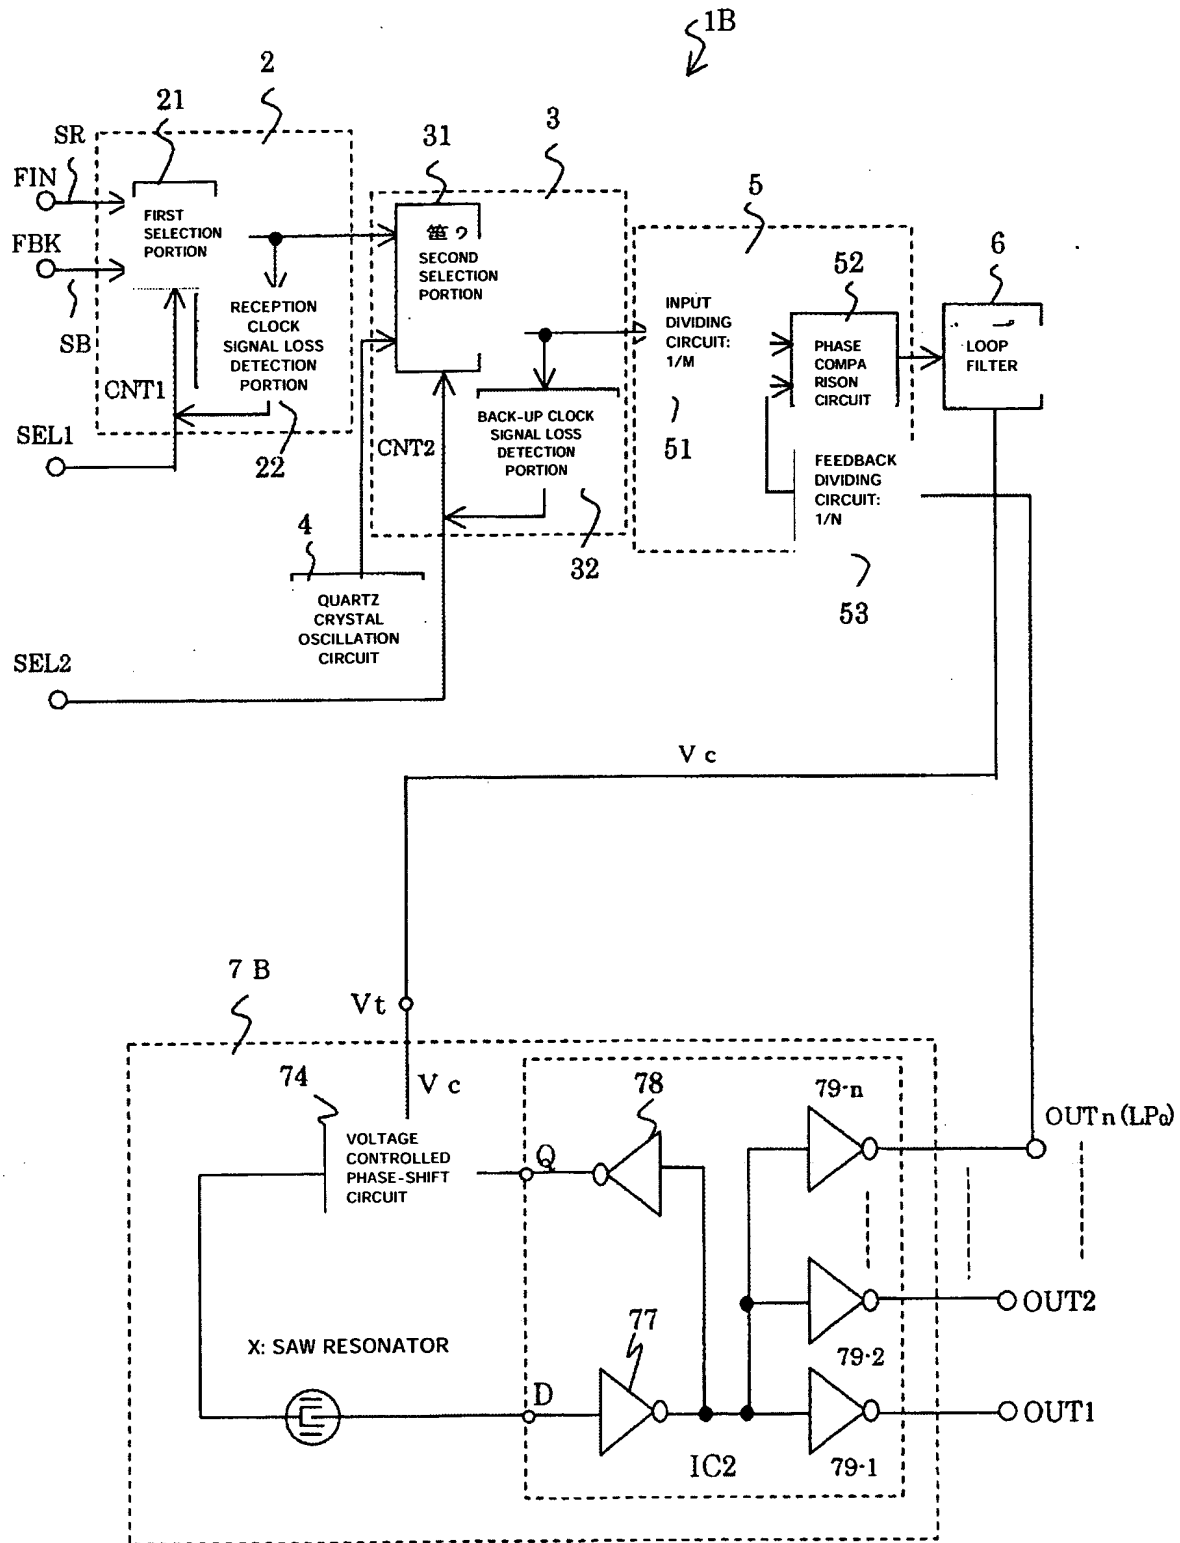 1B
2
21
SR
FIN
FIRST
SELECTION
PORTION
FBK
SB
RECEPTION
CLOCK
SIGNAL LOSS
DETECTION
PORTION
CNT1
22
SEL1
3
31
SECOND
SELECTION
PORTION
CNT2
BACK-UP CLOCK
SIGNAL LOSS
DETECTION
PORTION
32
4
QUARTZ
CRYSTAL
OSCILLATION
CIRCUIT
SEL2
5
INPUT
DIVIDING
CIRCUIT:
1/M
51
52
PHASE
COMPA
RISON
CIRCUIT
FEEDBACK
DIVIDING
CIRCUIT:
1/N
53
6
LOOP
FILTER
Vc
7B
Vt
Vc
74
VOLTAGE
CONTROLLED
PHASE-SHIFT
CIRCUIT
Q
78
79-n
OUTn (LPa)
79-2
OUT2
X: SAW RESONATOR
D
77
IC2
79-1
OUT1